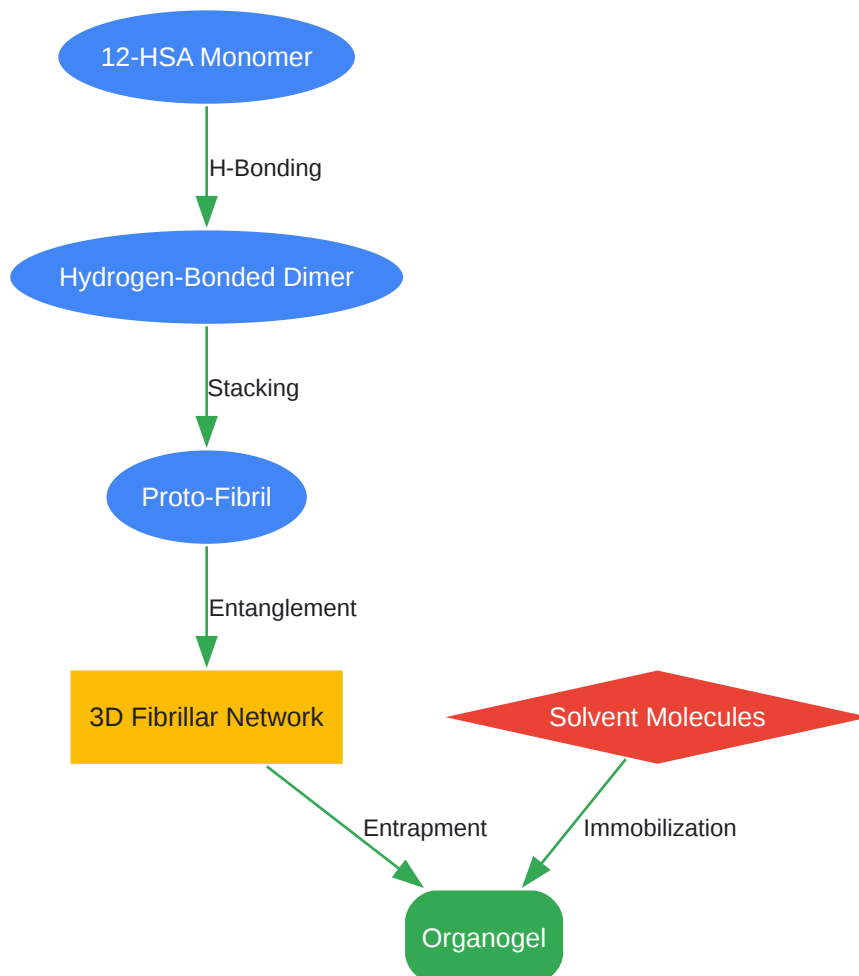 12-HSA Monomer
H-Bonding
Hydrogen-Bonded Dimer
Stacking
Proto-Fibril
Entanglement
3D Fibrillar Network
Solvent Molecules
Entrapment
Immobilization
Organogel